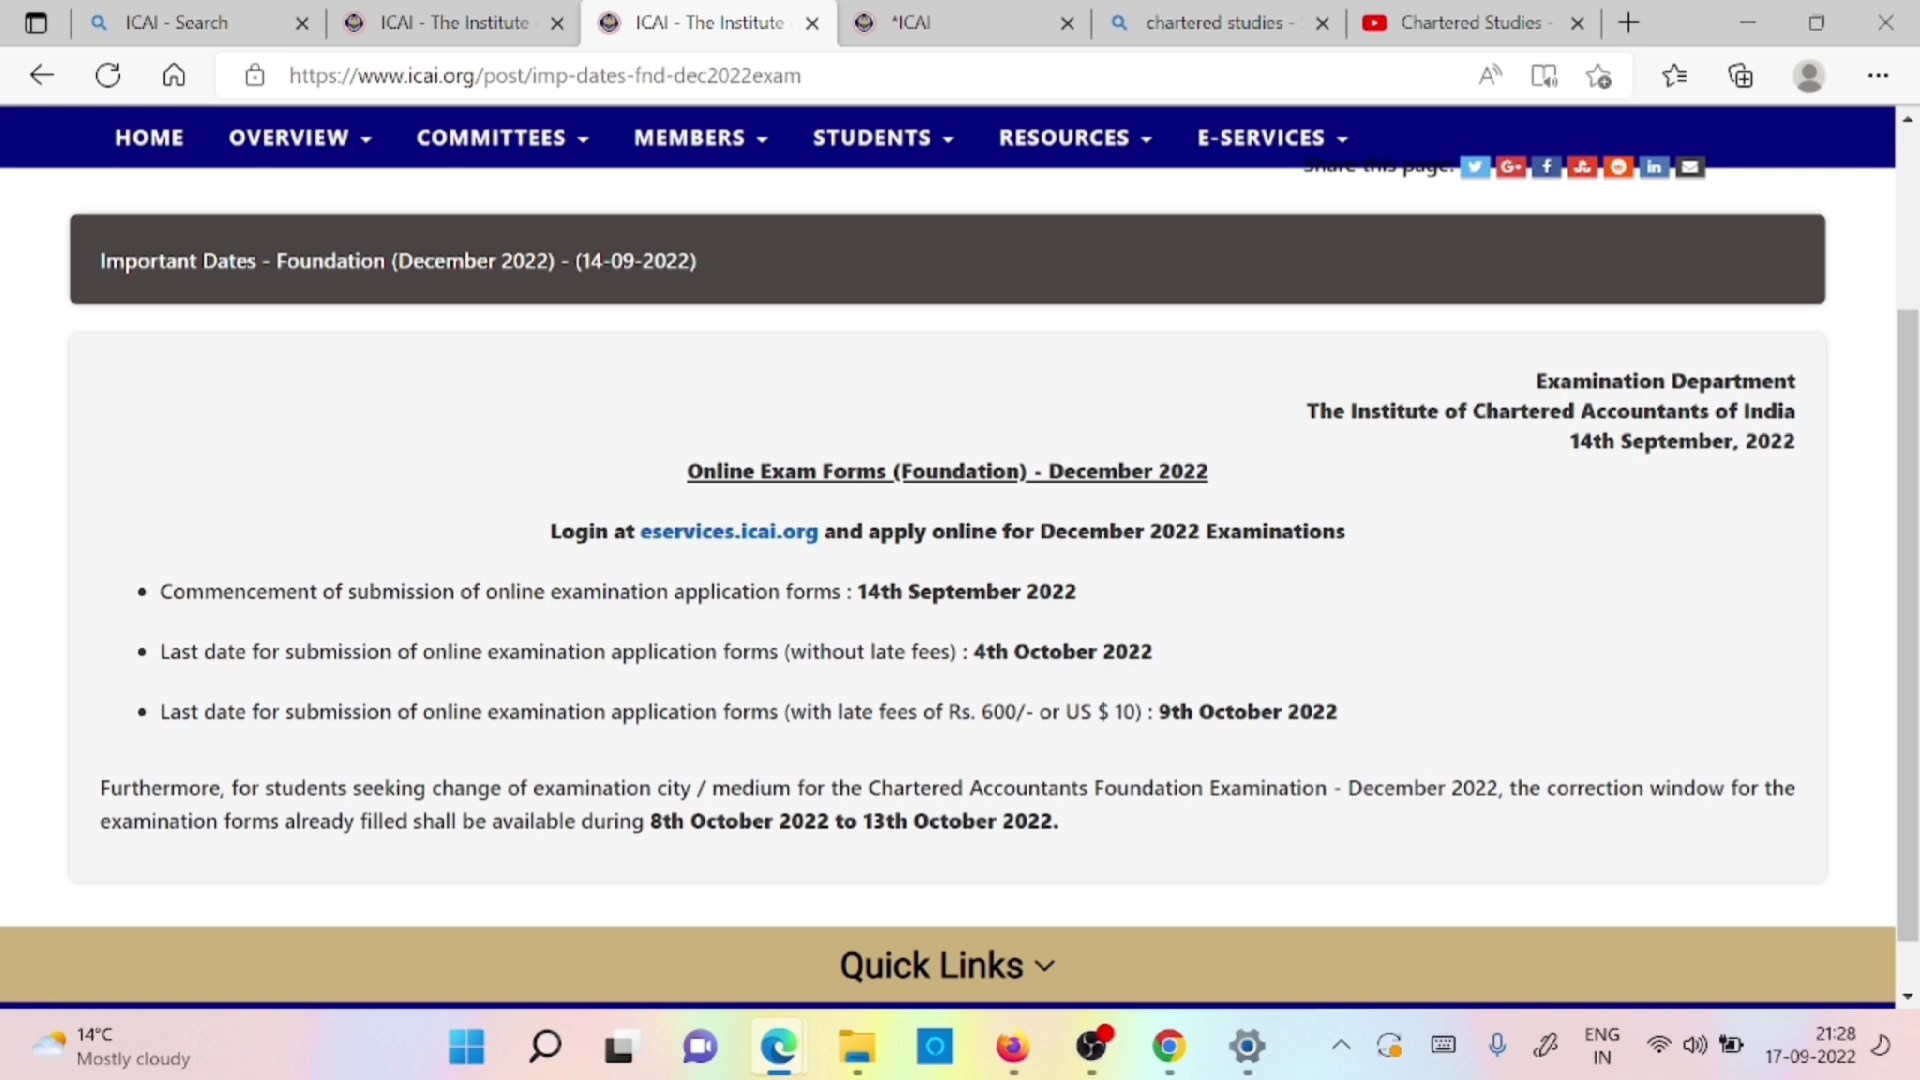 ICAI - Search
ICAI - The Institute
ICAI - The Institute
*ICAI
chartered studies -
Chartered Studies -
https://www.icai.org/post/imp-dates-fnd-dec2022exam
HOME OVERVIEW COMMITTEES MEMBERS STUDENTS RESOURCES E-SERVICES
Share this page:
Important Dates - Foundation (December 2022) - (14-09-2022)
Examination Department
The Institute of Chartered Accountants of India
14th September, 2022
Online Exam Forms (Foundation) - December 2022
Login at eservices.icai.org and apply online for December 2022 Examinations
• Commencement of submission of online examination application forms : 14th September 2022
• Last date for submission of online examination application forms (without late fees) : 4th October 2022
• Last date for submission of online examination application forms (with late fees of Rs. 600/- or US $ 10) : 9th October 2022
Furthermore, for students seeking change of examination city / medium for the Chartered Accountants Foundation Examination - December 2022, the correction window for the
examination forms already filled shall be available during 8th October 2022 to 13th October 2022.
Quick Links
14°C
Mostly cloudy
ENG
IN
21:28
17-09-2022